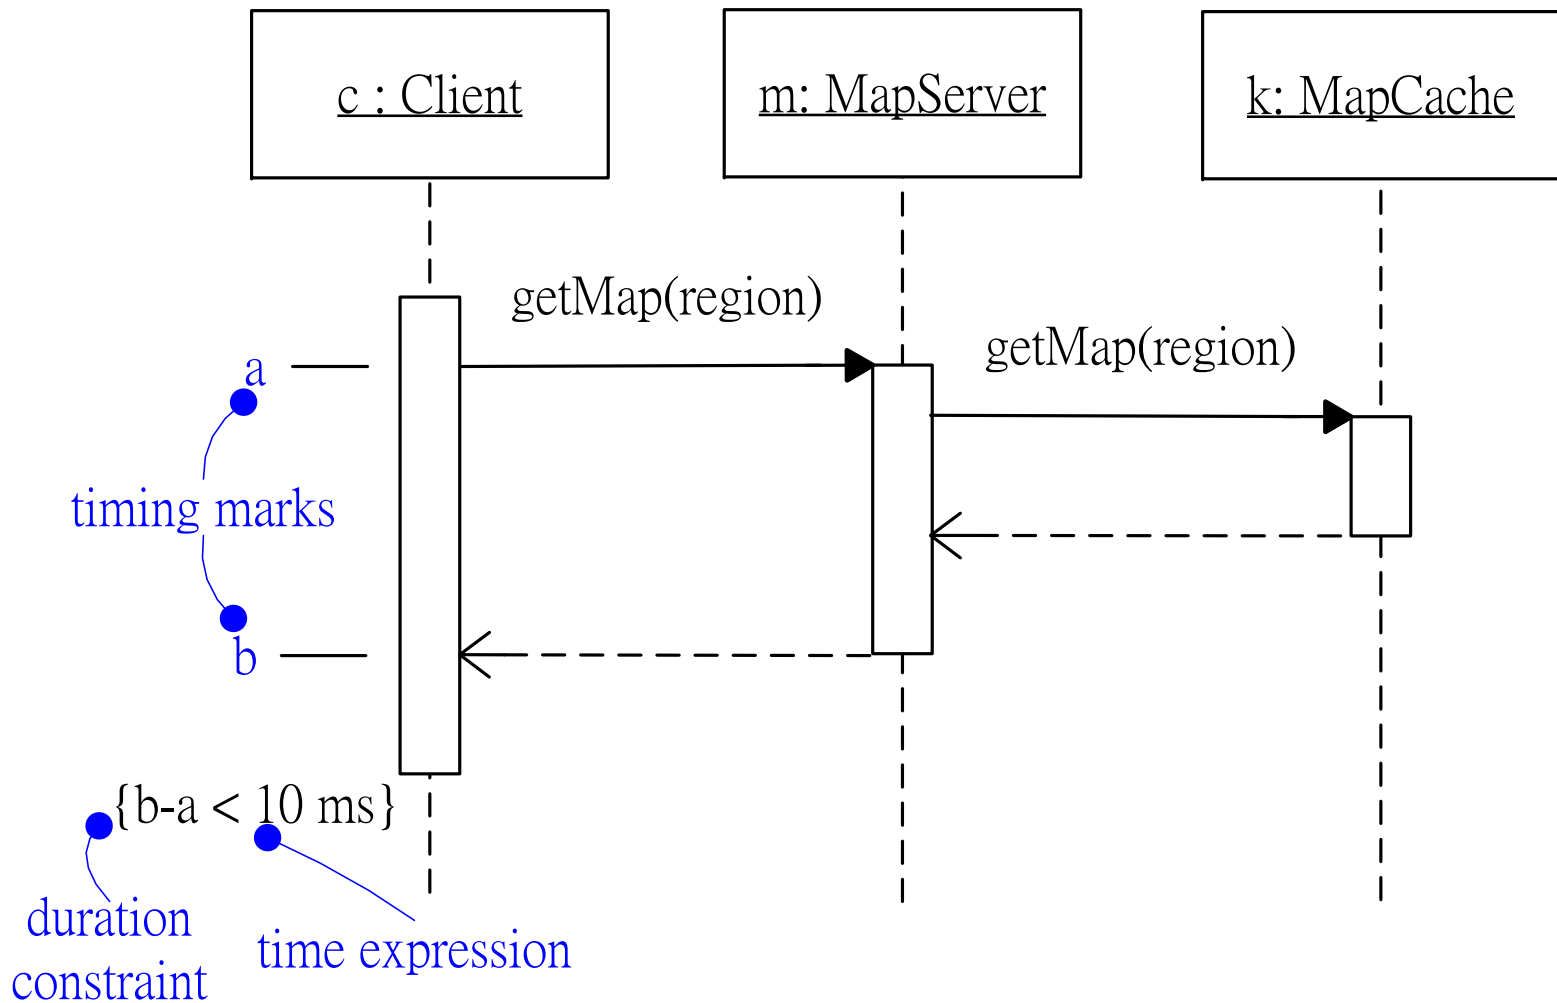 c : Client
m: MapServer
k: MapCache
getMap(region)
getMap(region)
a
timing marks
b
{b-a < 10 ms}
duration
constraint
time expression